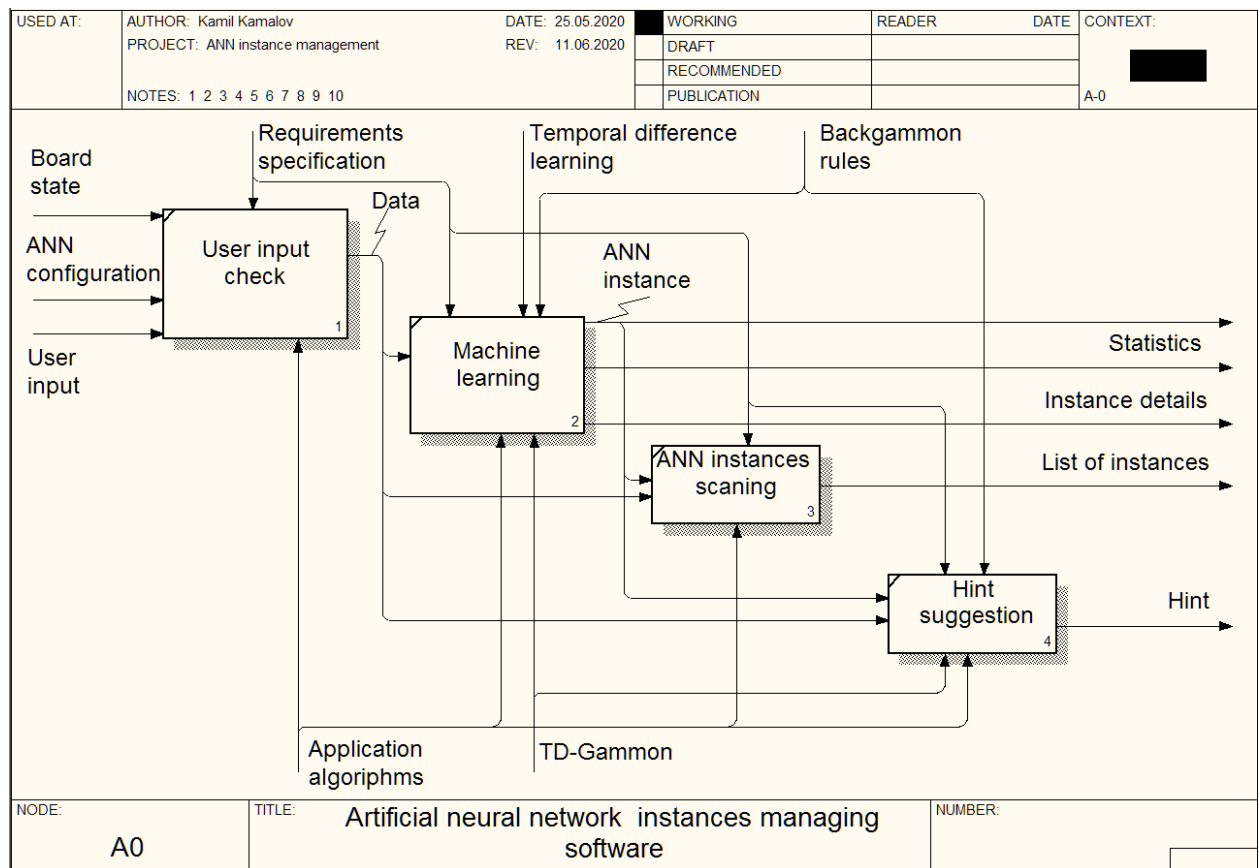 USED AT:
AUTHOR: Kamil Kamalov
DATE: 25.05.2020
WORKING
READER
DATE
CONTEXT:
PROJECT: ANN instance management
REV: 11.06.2020
DRAFT
RECOMMENDED
NOTES: 1 2 3 4 5 6 7 8 9 10
PUBLICATION
A-0
Requirements
specification
Temporal difference
learning
Backgammon
rules
Board
state
Data
ANN
configuration
User input
check
1
ANN
instance
User
input
Machine
learning
2
Statistics
Instance details
ANN instances
scaning
3
List of instances
Hint
suggestion
4
Hint
Application
algoriphms
TD-Gammon
NODE:
A0
TITLE:
Artificial neural network instances managing
software
NUMBER: